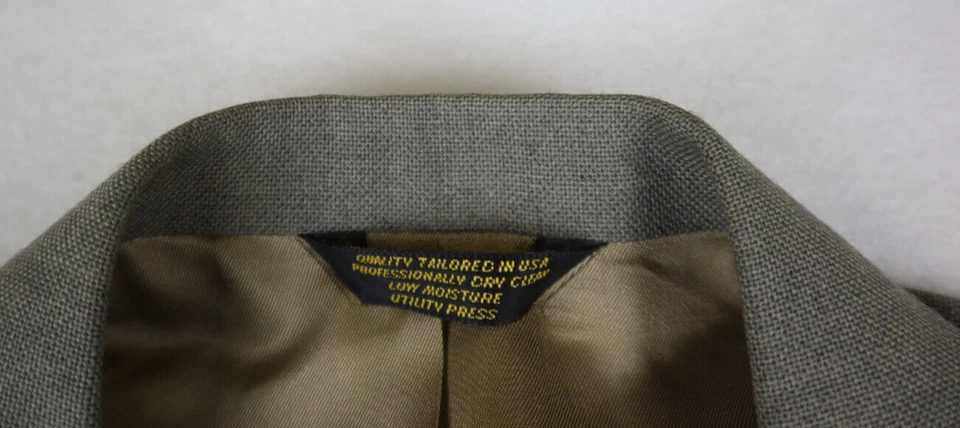 QUALITY TAILORED IN USA
PROFESSIONALLY DRY CLEAN
LOW MOISTURE
UTILITY PRESS